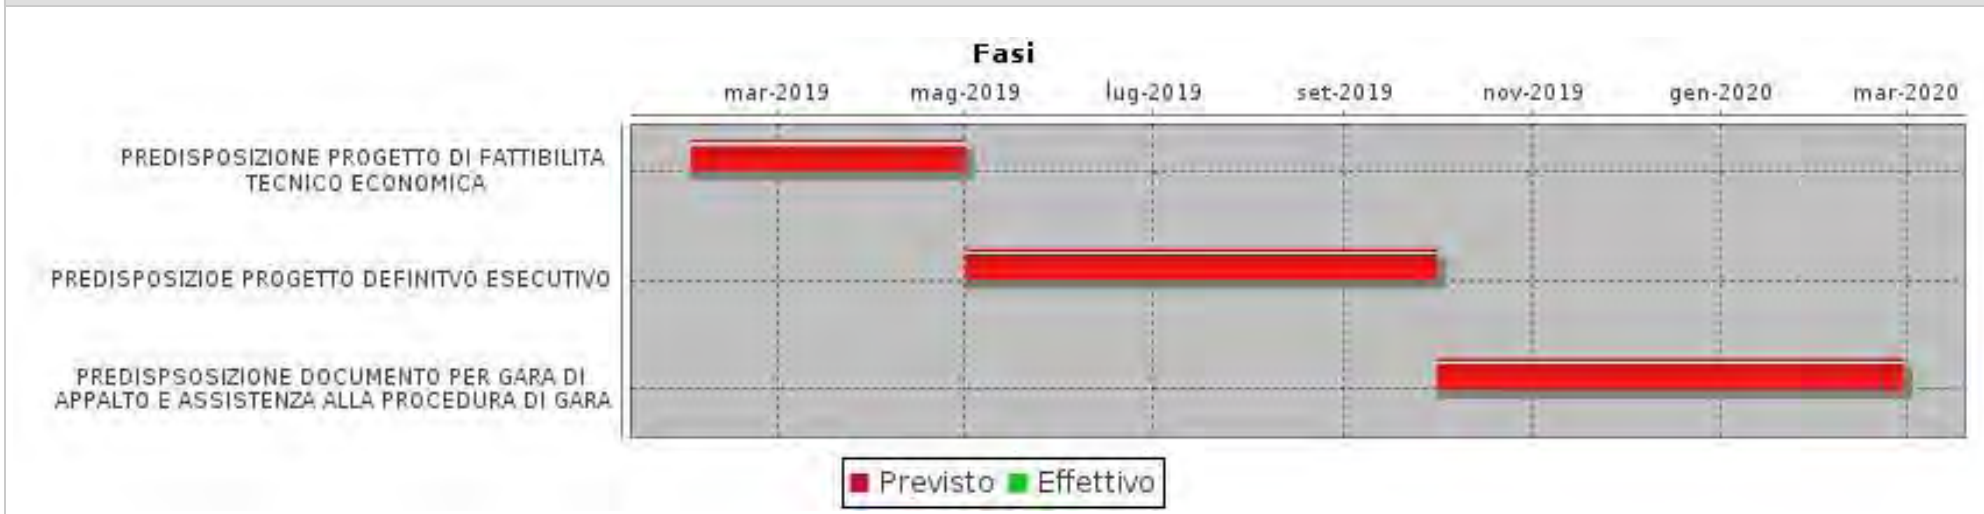 Fasi
mar-2019 mag-2019 lug-2019 set-2019 nov-2019 gen-2020 mar-2020
PREDISPOSIZIONE PROGETTO DI FATTIBILITA
TECNICO ECONOMICA
PREDISPOSIZIOE PROGETTO DEFINITVO ESECUTIVO
PREDISPSOSIZIONE DOCUMENTO PER GARA DI
APPALTO E ASSISTENZA ALLA PROCEDURA DI GARA
Previsto Effettivo